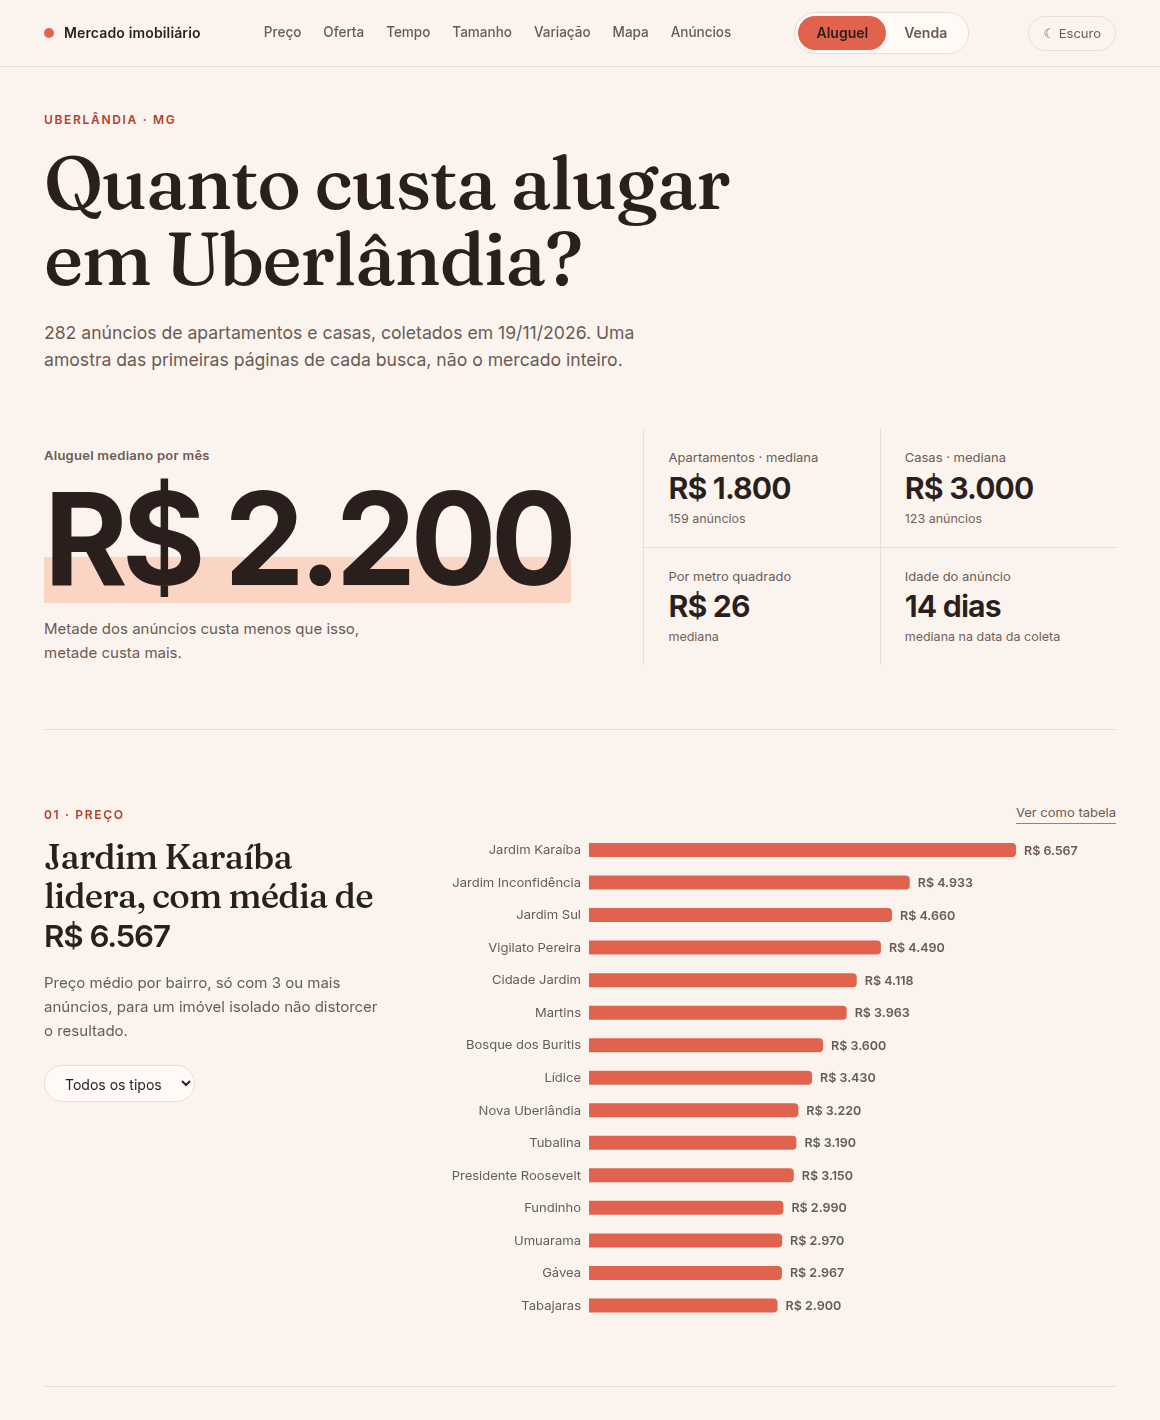 Mercado imobiliário
Preço Oferta Tempo Tamanho Variação Mapa Anúncios
Aluguel Venda
☾ Escuro
UBERLÂNDIA · MG
Quanto custa alugar
em Uberlândia?
282 anúncios de apartamentos e casas, coletados em 19/11/2026. Uma
amostra das primeiras páginas de cada busca, não o mercado inteiro.
Aluguel mediano por mês
R$ 2.200
Metade dos anúncios custa menos que isso,
metade custa mais.
Apartamentos · mediana
R$ 1.800
159 anúncios
Casas · mediana
R$ 3.000
123 anúncios
Por metro quadrado
R$ 26
mediana
Idade do anúncio
14 dias
mediana na data da coleta
01 · PREÇO
Jardim Karaíba
lidera, com média de
R$ 6.567
Preço médio por bairro, só com 3 ou mais
anúncios, para um imóvel isolado não distorcer
o resultado.
Todos os tipos
Ver como tabela
Jardim Karaíba R$ 6.567
Jardim Inconfidência R$ 4.933
Jardim Sul R$ 4.660
Vigilato Pereira R$ 4.490
Cidade Jardim R$ 4.118
Martins R$ 3.963
Bosque dos Buritis R$ 3.600
Lídice R$ 3.430
Nova Uberlândia R$ 3.220
Tubalina R$ 3.190
Presidente Roosevelt R$ 3.150
Fundinho R$ 2.990
Umuarama R$ 2.970
Gávea R$ 2.967
Tabajaras R$ 2.900